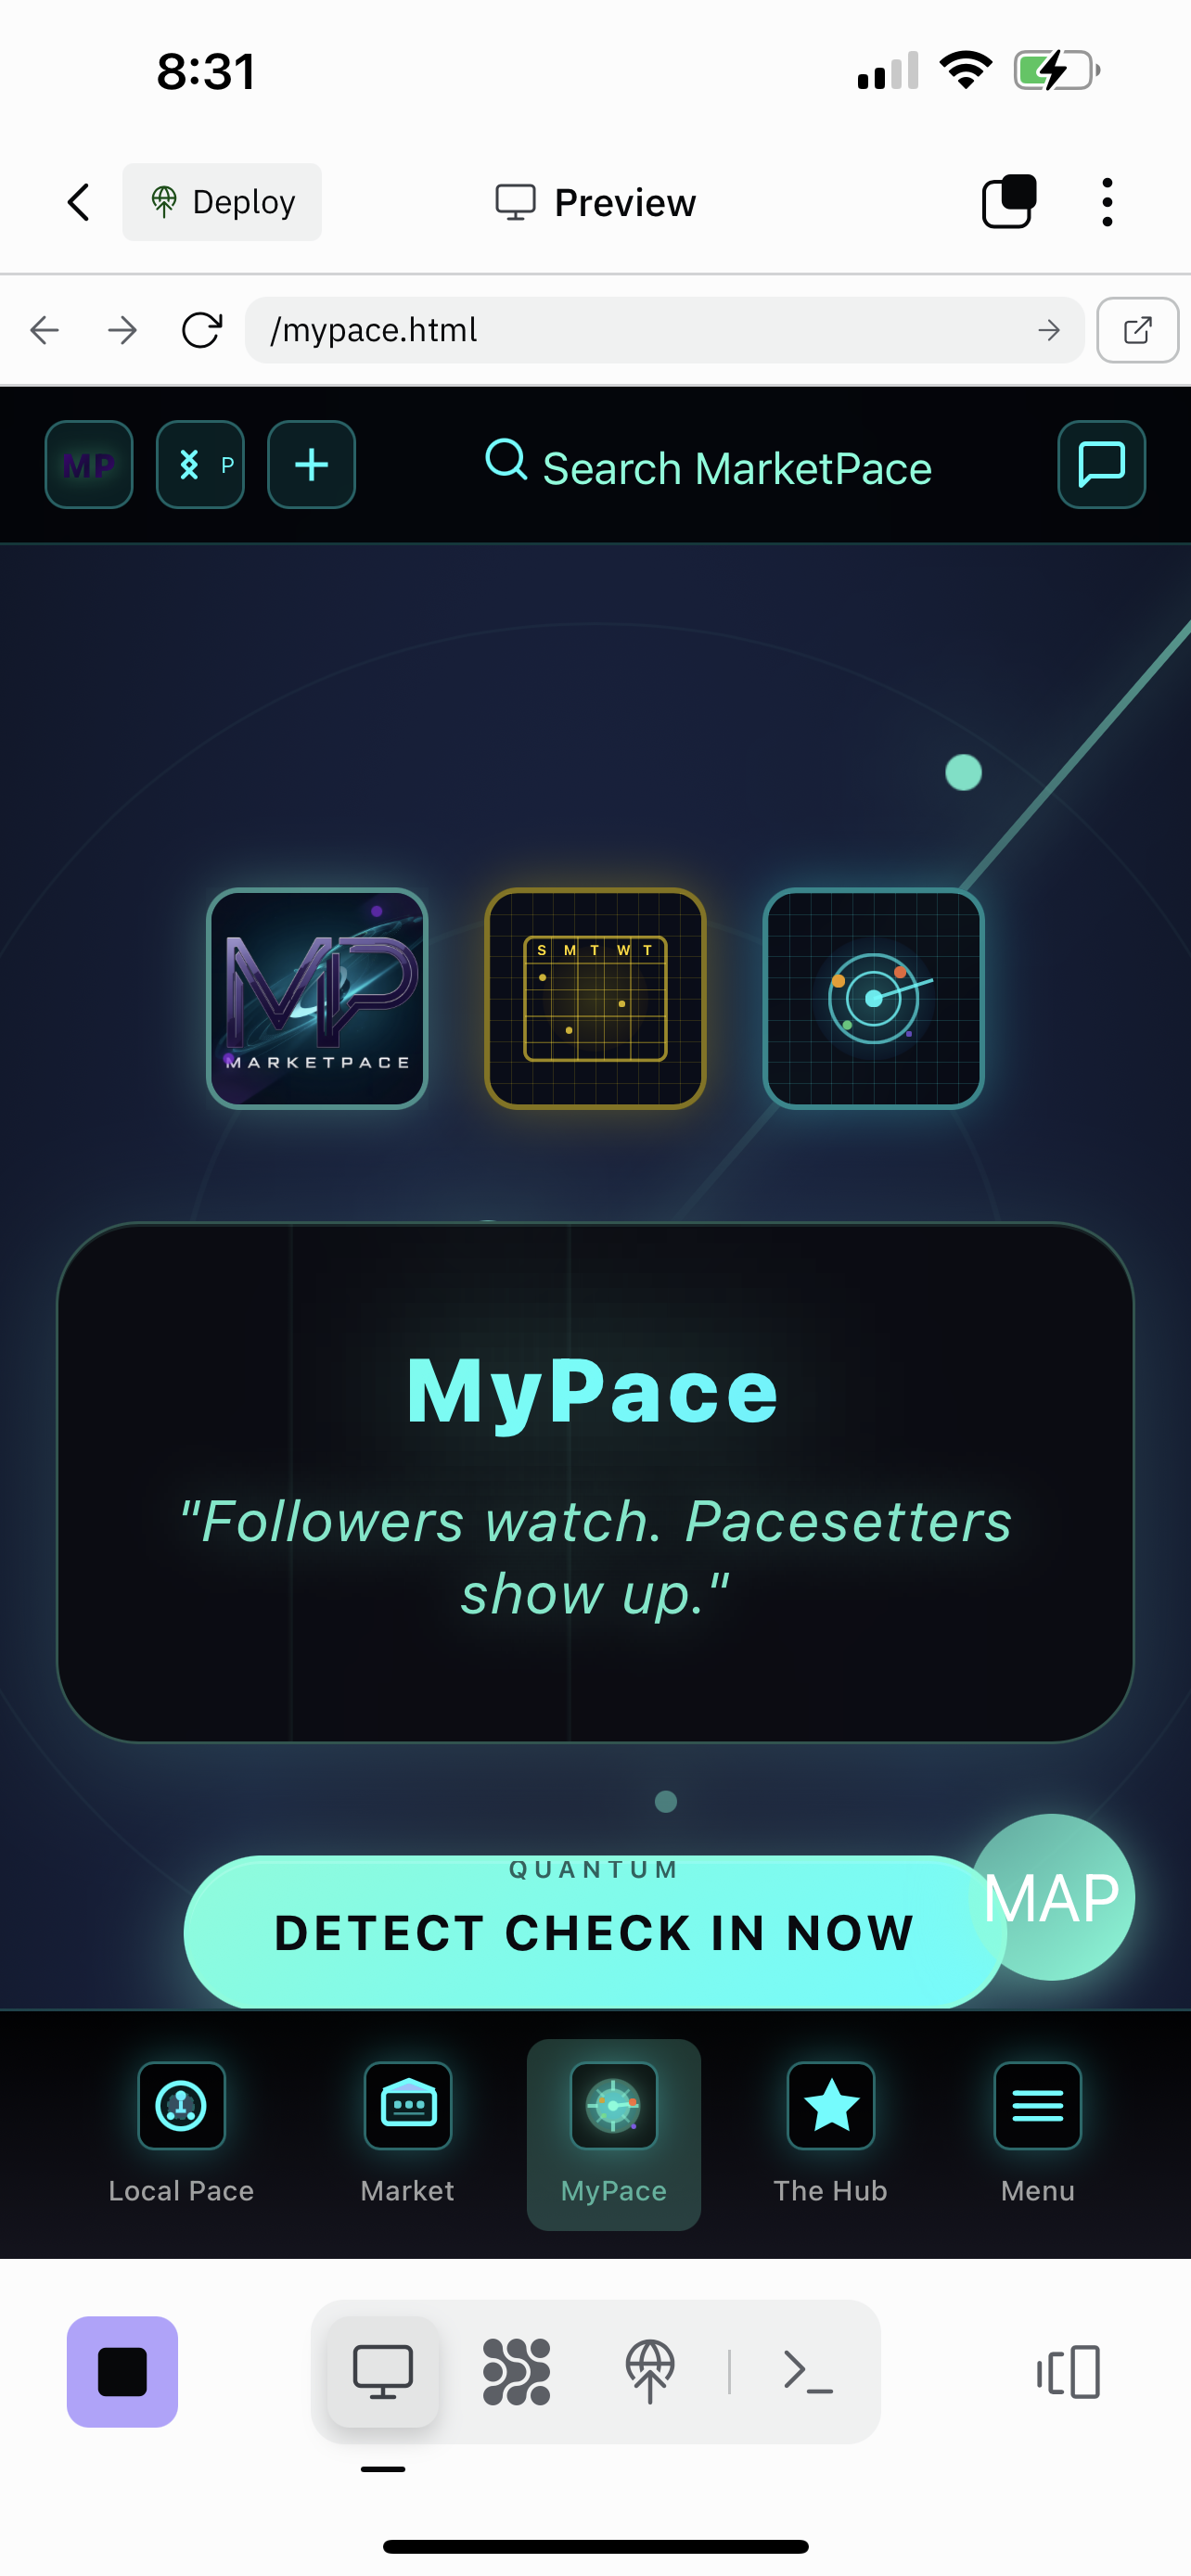 8:31
Deploy
Preview
/mypace.html
MP
P
Search MarketPace
MP
MARKETPACE
S M T W T
MyPace
"Followers watch. Pacesetters
show up."
QUANTUM
DETECT CHECK IN NOW
MAP
Local Pace
Market
MyPace
The Hub
Menu